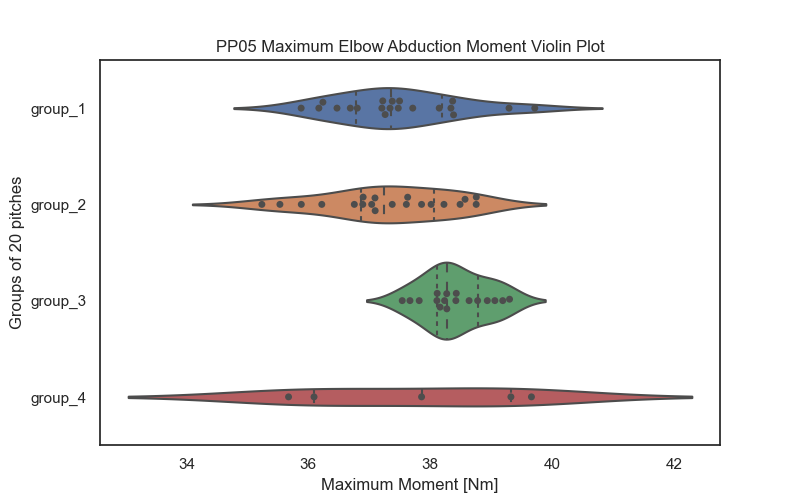 PP05 Maximum Elbow Abduction Moment Violin Plot
Groups of 20 pitches
group_1
group_2
group_3
group_4
34 36 38 40 42
Maximum Moment [Nm]